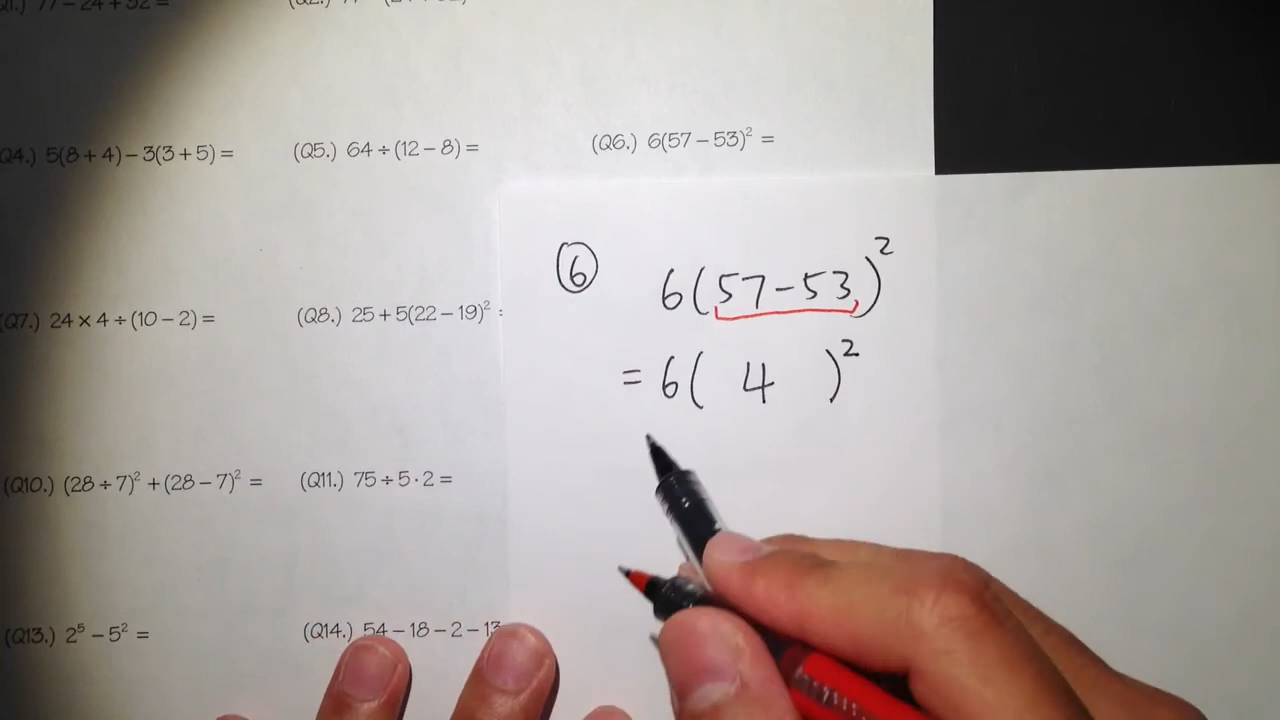 (Q4.) 5(8 + 4) – 3(3 + 5) =
(Q5.) 64 ÷ (12 – 8) =
(Q6.) 6(57 – 53)² =
⑥ 6(57-53)²
(Q7.) 24 × 4 ÷ (10 – 2) =
(Q8.) 25 + 5(22 – 19)²
= 6( 4 )²
(Q10.) (28 ÷ 7)² + (28 – 7)² =
(Q11.) 75 ÷ 5 · 2 =
(Q13.) 2⁵ – 5² =
(Q14.) 54 – 18 – 2 – 13